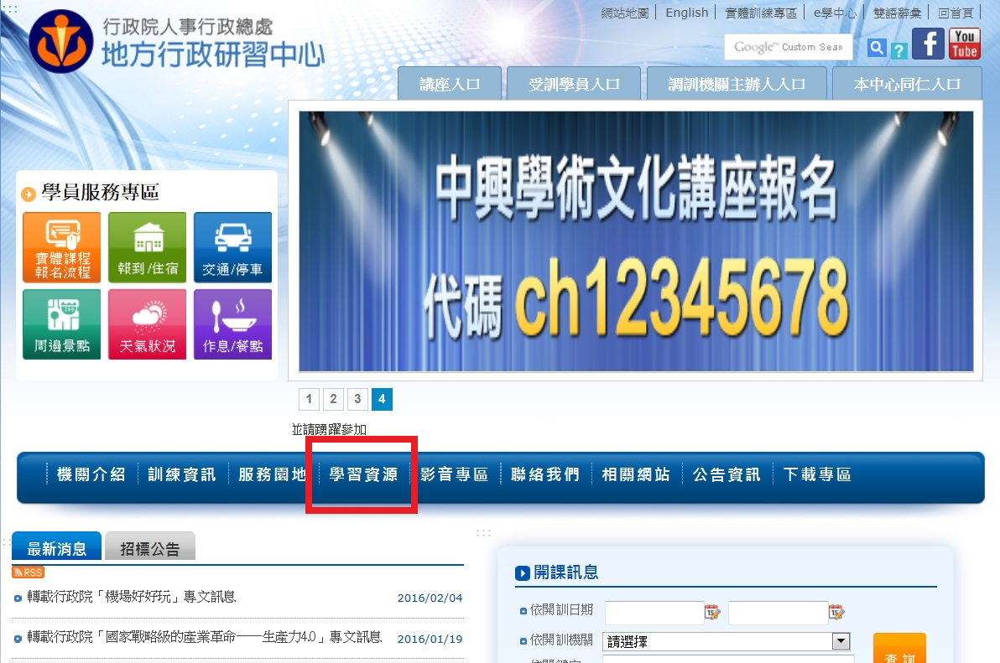 網站地圖 English 實體訓練專區 e學中心 雙語辭彙 回首頁
行政院人事行政總處
地方行政研習中心
Google™ Custom Sear
?
f
You Tube
講座入口 受訓學員入口 調訓機關主辦人入口 本中心同仁入口
學員服務專區
實體課程報名流程 報到/住宿 交通/停車
周邊景點 天氣狀況 作息/餐點
中興學術文化講座報名
代碼 ch12345678
1 2 3 4
並請踴躍參加
機關介紹 訓練資訊 服務園地 學習資源 影音專區 聯絡我們 相關網站 公告資訊 下載專區
最新消息 招標公告
RSS
轉載行政院「機場好好玩」專文訊息 2016/02/04
轉載行政院「國家戰略級的產業革命——生產力4.0」專文訊息 2016/01/19
開課訊息
依開訓日期 15 15
依開訓機關 請選擇
查 詢